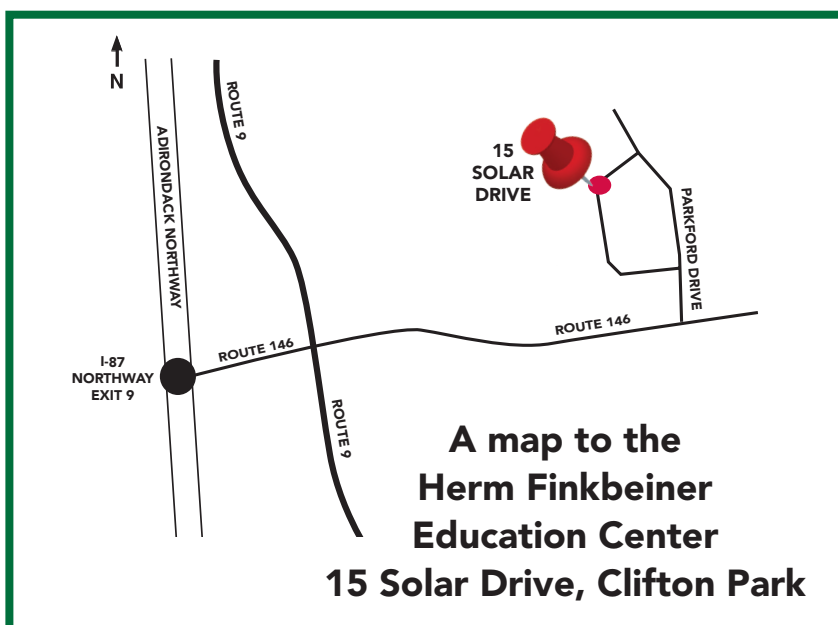 N
ROUTE 9
ADIRONDACK NORTHWAY
15
SOLAR
DRIVE
PARKFORD DRIVE
ROUTE 146
ROUTE 146
I-87
NORTHWAY
EXIT 9
ROUTE 9
A map to the
Herm Finkbeiner
Education Center
15 Solar Drive, Clifton Park